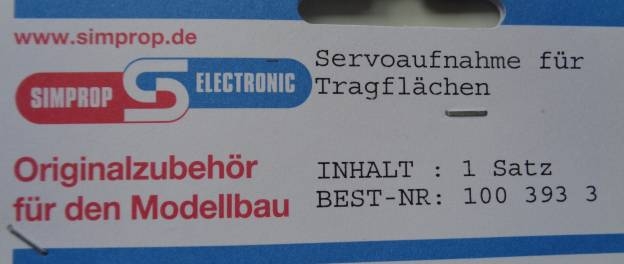 www.simprop.de
SIMPROP ELECTRONIC
Originalzubehör
für den Modellbau
Servoaufnahme für
Tragflächen
INHALT : 1 Satz
BEST-NR: 100 393 3